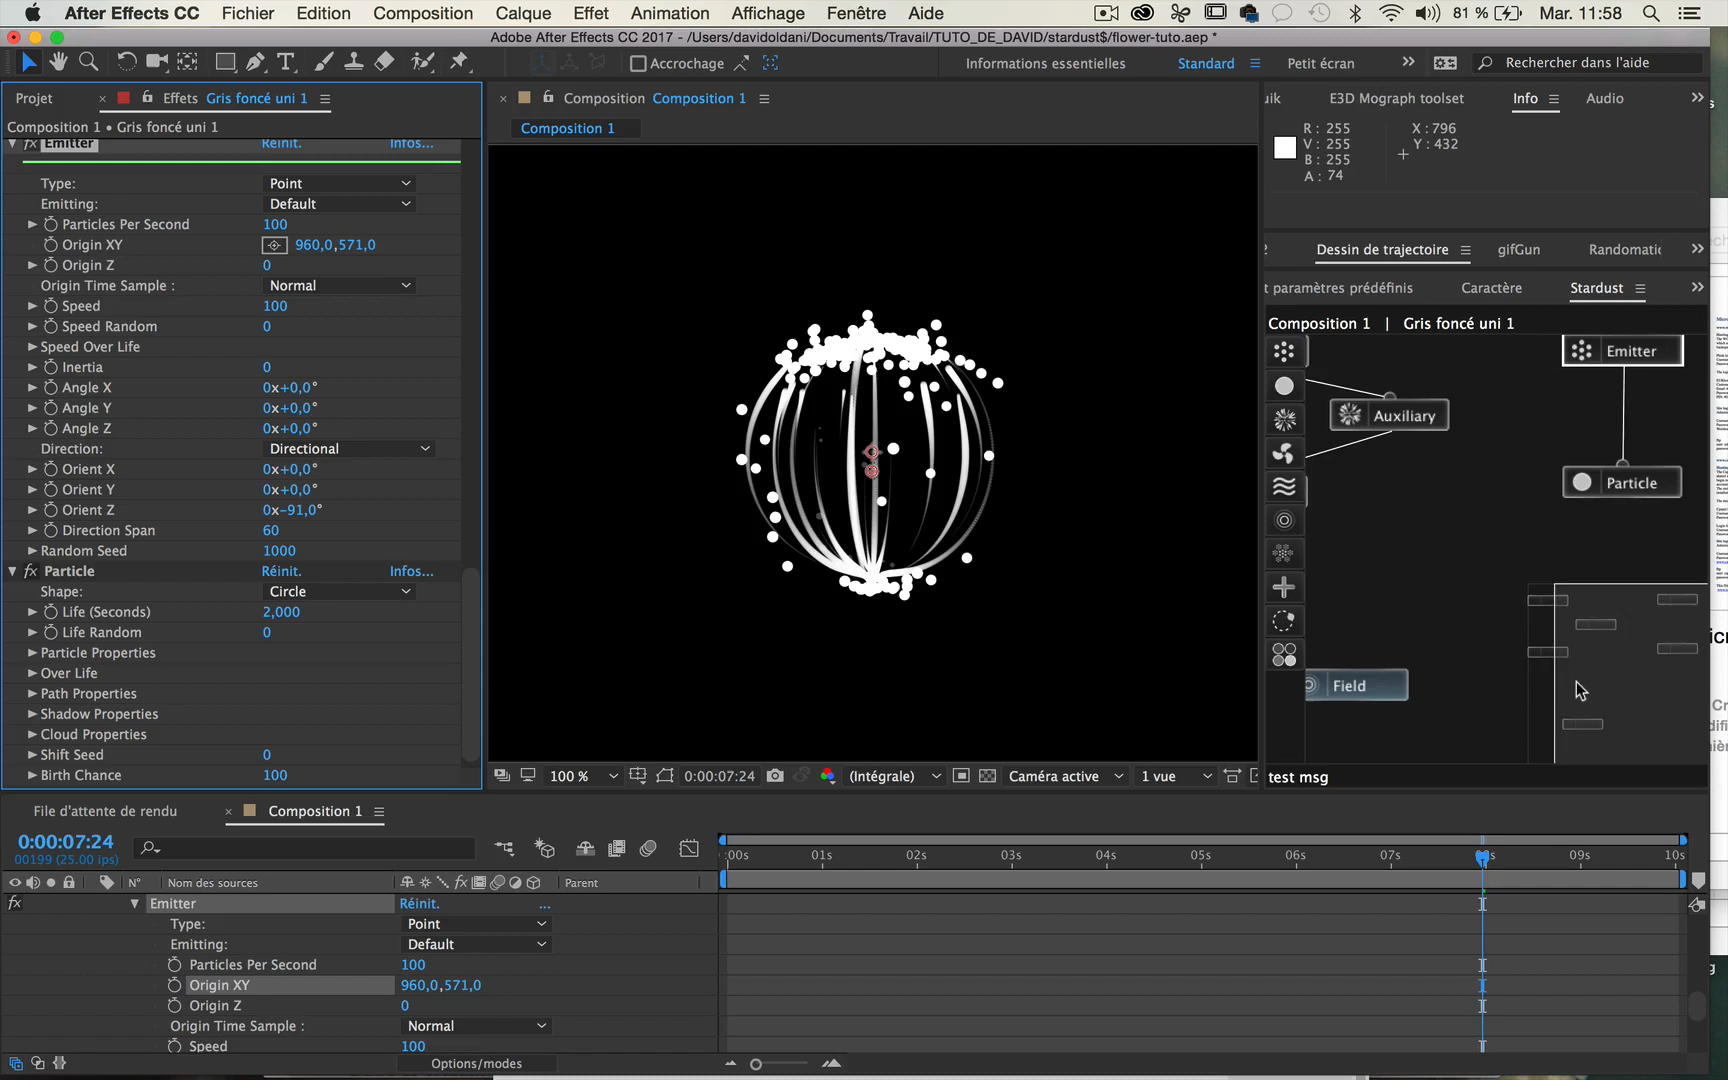 After Effects CC Fichier Edition Composition Calque Effet Animation Affichage Fenêtre Aide 81 % Mar. 11:58
Adobe After Effects CC 2017 - /Users/davidoldani/Documents/Travail/TUTO_DE_DAVID/stardust$/flower-tuto.aep *
Accrochage Informations essentielles Standard Petit écran Rechercher dans l'aide
Projet × Effets Gris foncé uni 1
Composition 1 • Gris foncé uni 1
fx Emitter Réinit. Infos...
Type: Point
Emitting: Default
Particles Per Second 100
Origin XY 960,0,571,0
Origin Z 0
Origin Time Sample : Normal
Speed 100
Speed Random 0
Speed Over Life
Inertia 0
Angle X 0x+0,0°
Angle Y 0x+0,0°
Angle Z 0x+0,0°
Direction: Directional
Orient X 0x+0,0°
Orient Y 0x+0,0°
Orient Z 0x-91,0°
Direction Span 60
Random Seed 1000
fx Particle Réinit. Infos...
Shape: Circle
Life (Seconds) 2,000
Life Random 0
Particle Properties
Over Life
Path Properties
Shadow Properties
Cloud Properties
Shift Seed 0
Birth Chance 100
× Composition Composition 1
Composition 1
100 % 0:00:07:24 (Intégrale) Caméra active 1 vue
uik E3D Mograph toolset Info Audio
R : 255 X : 796
V : 255 Y : 432
B : 255
A : 74
2 Dessin de trajectoire gifGun Randomatic
t paramètres prédéfinis Caractère Stardust
Composition 1 | Gris foncé uni 1
Emitter
Auxiliary
Particle
Field
test msg
File d'attente de rendu × Composition 1
0:00:07:24
00199 (25.00 ips)
:00s 01s 02s 03s 04s 05s 06s 07s 09s 10s
N° Nom des sources fx Parent
fx Emitter Réinit. ...
Type: Point
Emitting: Default
Particles Per Second 100
Origin XY 960,0,571,0
Origin Z 0
Origin Time Sample : Normal
Speed 100
Options/modes